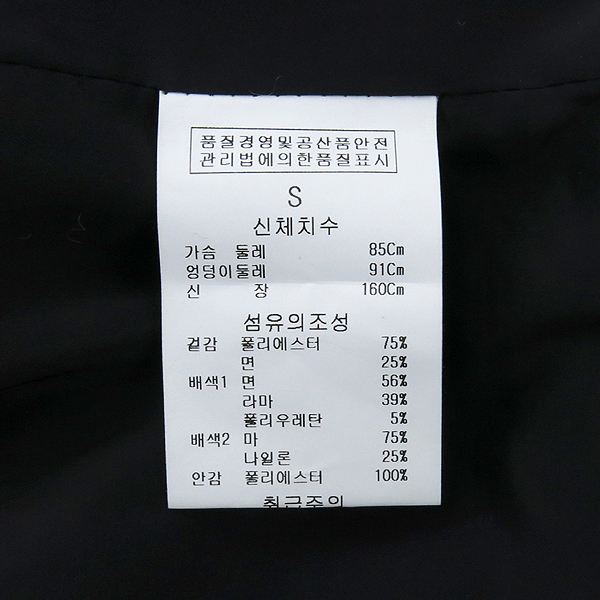 품질경영및공산품안전
관리법에의한품질표시
S
신체치수
가슴 둘레 85Cm
엉덩이둘레 91Cm
신 장 160Cm
섬유의조성
겉감 폴리에스터 75%
면 25%
배색1 면 56%
라마 39%
폴리우레탄 5%
배색2 마 75%
나일론 25%
안감 폴리에스터 100%
취급주의